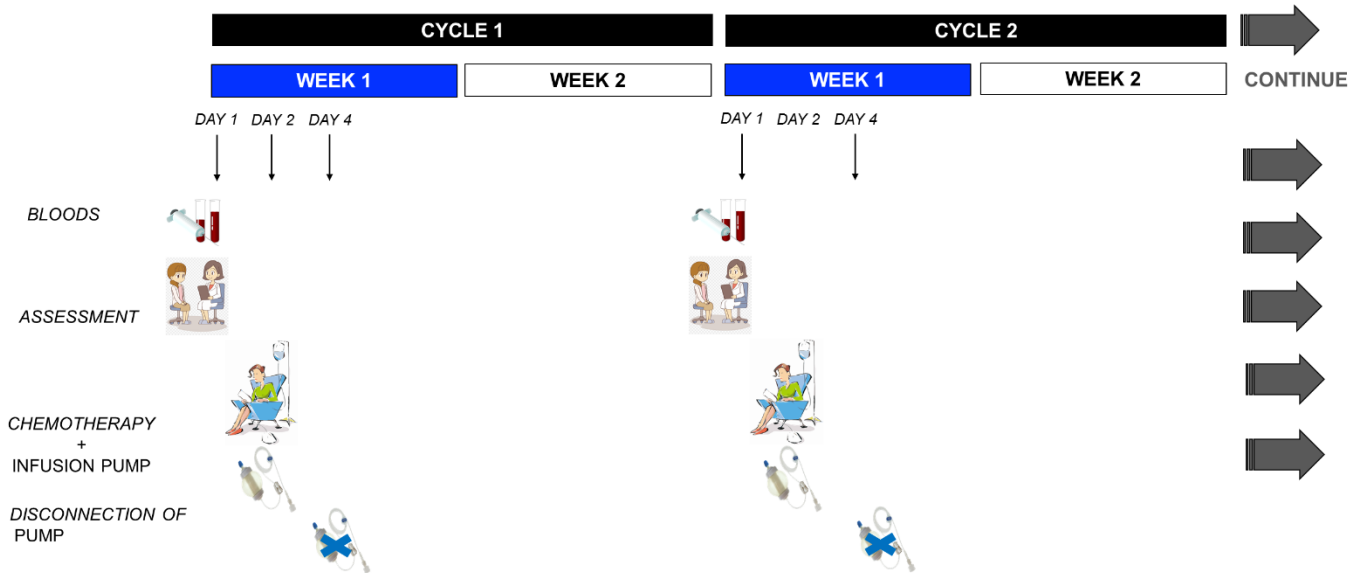 CYCLE 1 CYCLE 2
WEEK 1 WEEK 2 WEEK 1 WEEK 2 CONTINUE
DAY 1 DAY 2 DAY 4 DAY 1 DAY 2 DAY 4
BLOODS
ASSESSMENT
CHEMOTHERAPY
+
INFUSION PUMP
DISCONNECTION OF
PUMP